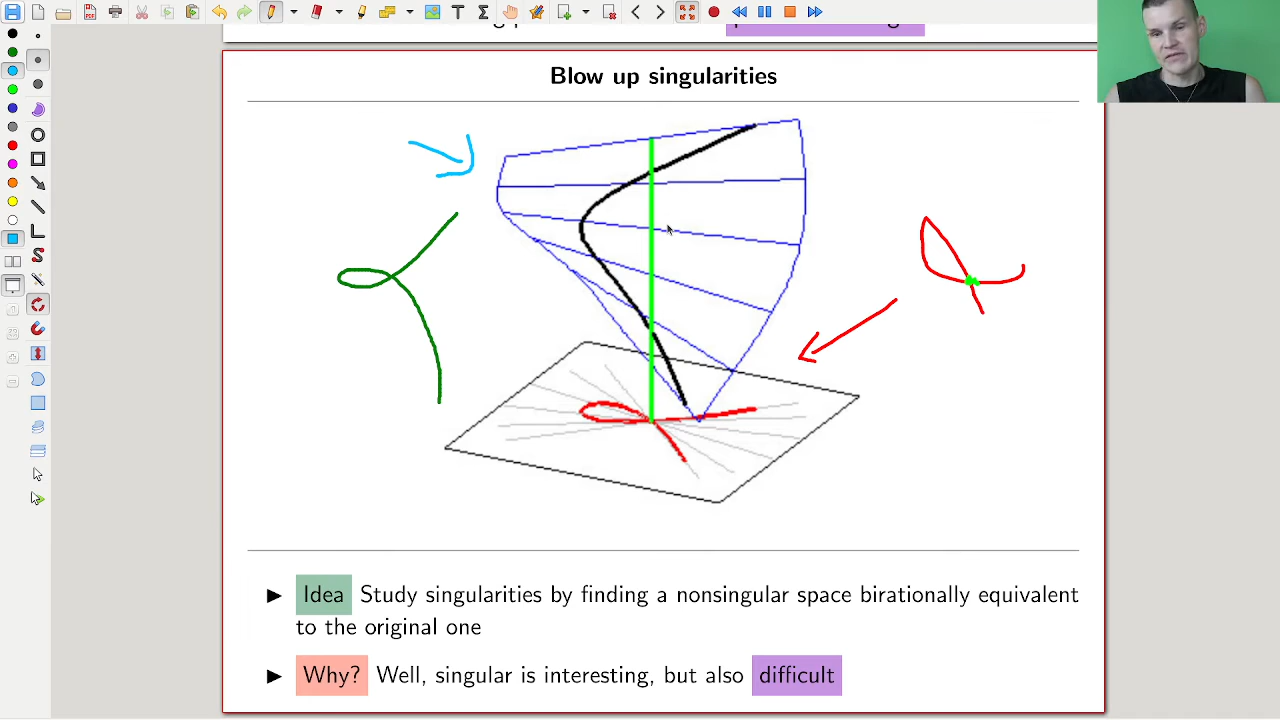 Blow up singularities
► Idea Study singularities by finding a nonsingular space birationally equivalent
to the original one
► Why? Well, singular is interesting, but also difficult